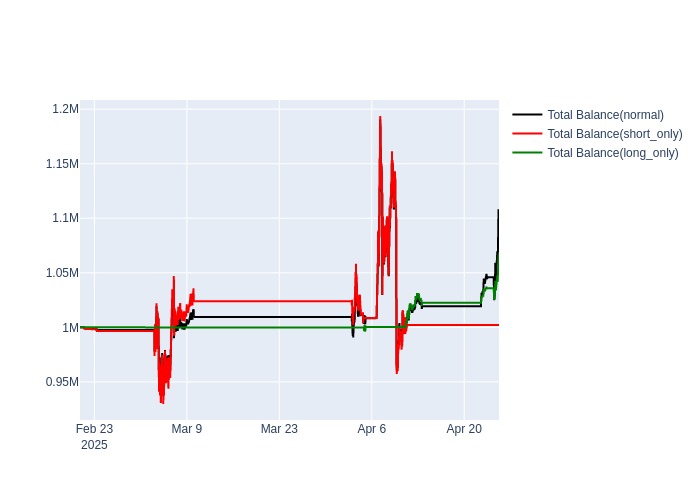 1.2M
1.15M
1.1M
1.05M
1M
0.95M
Feb 23
2025
Mar 9
Mar 23
Apr 6
Apr 20
Total Balance(normal)
Total Balance(short_only)
Total Balance(long_only)